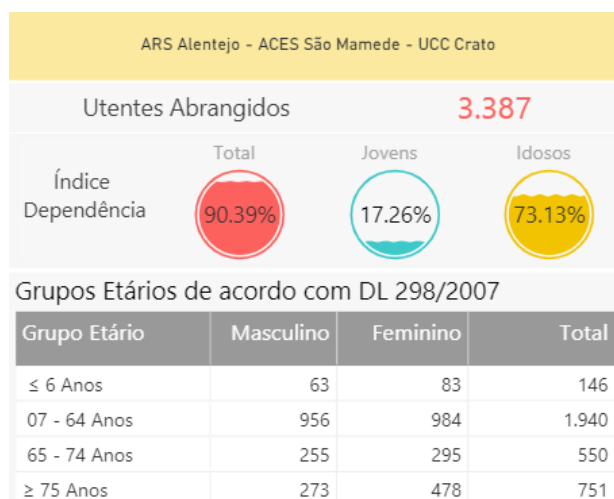 ARS Alentejo - ACES São Mamede - UCC Crato
Utentes Abrangidos 3.387
Total Jovens Idosos
Índice
Dependência
90.39% 17.26% 73.13%
Grupos Etários de acordo com DL 298/2007
Grupo Etário Masculino Feminino Total
≤ 6 Anos 63 83 146
07 - 64 Anos 956 984 1.940
65 - 74 Anos 255 295 550
≥ 75 Anos 273 478 751